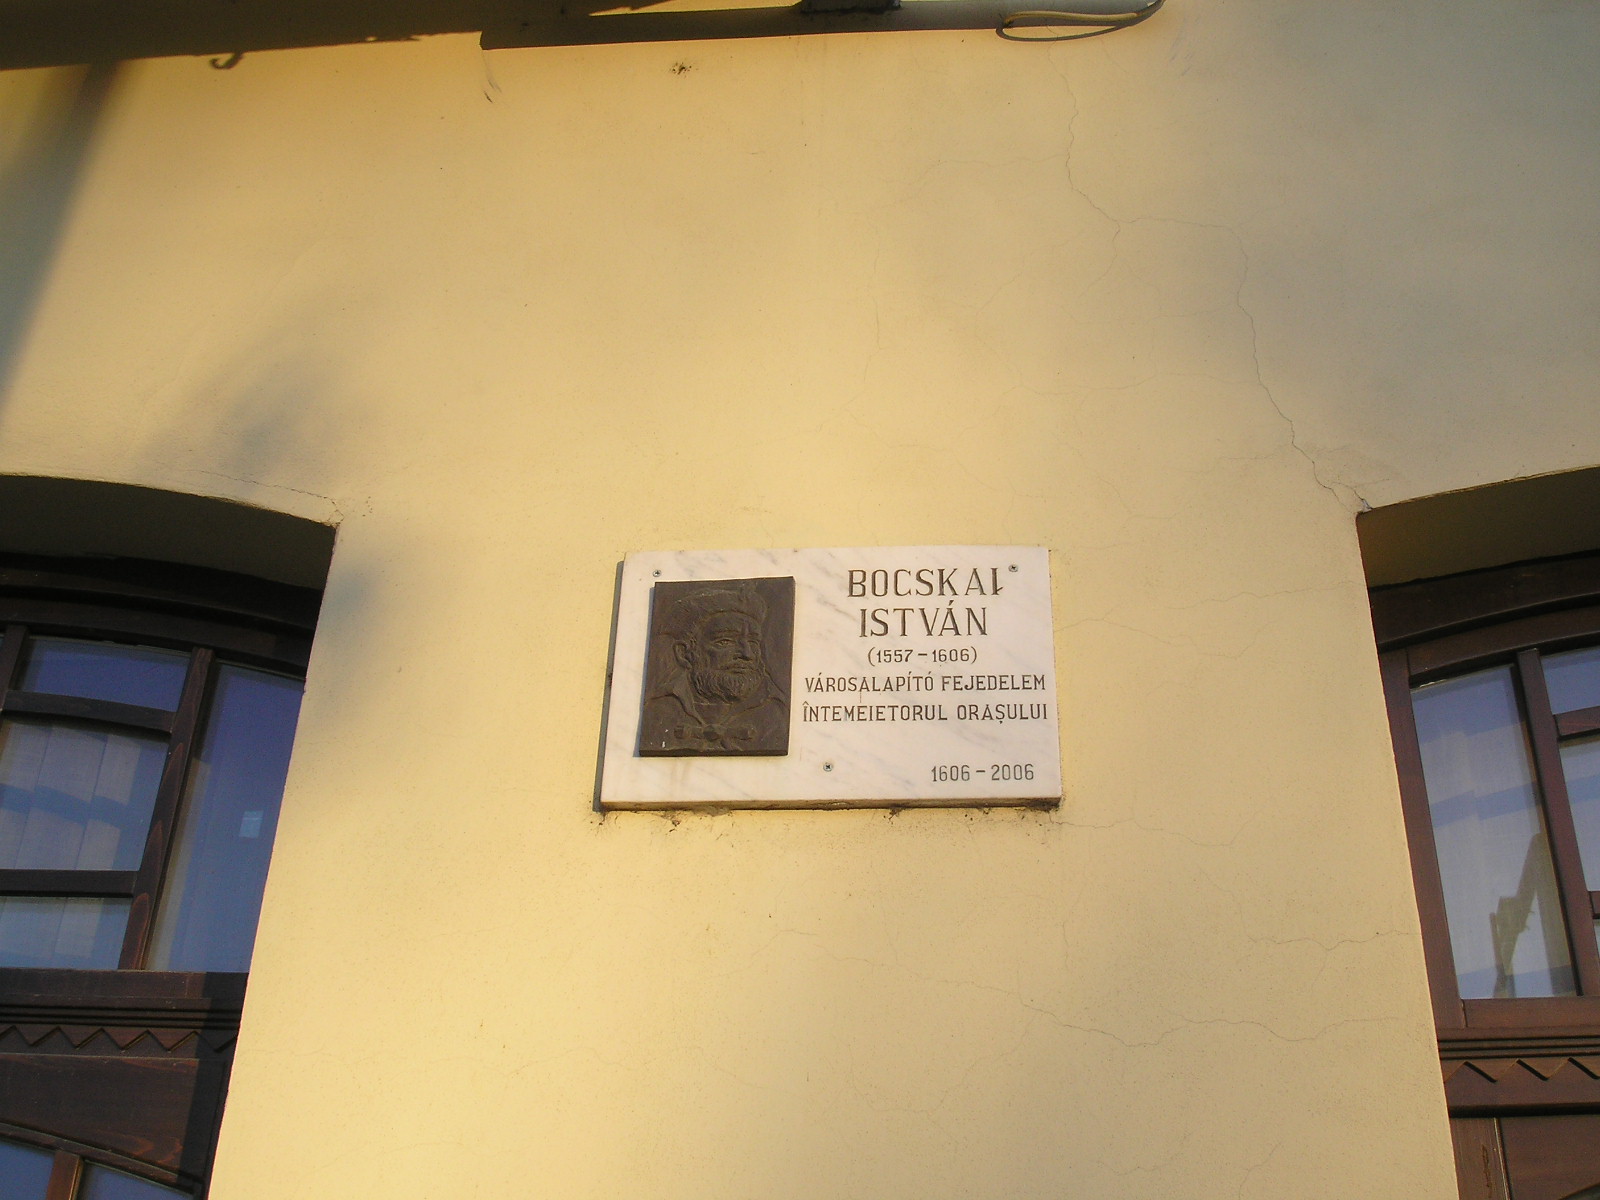 BOCSKAI
ISTVÁN
(1557-1606)
VÁROSALAPÍTÓ FEJEDELEM
ÎNTEMEIETORUL ORAȘULUI
1606-2006